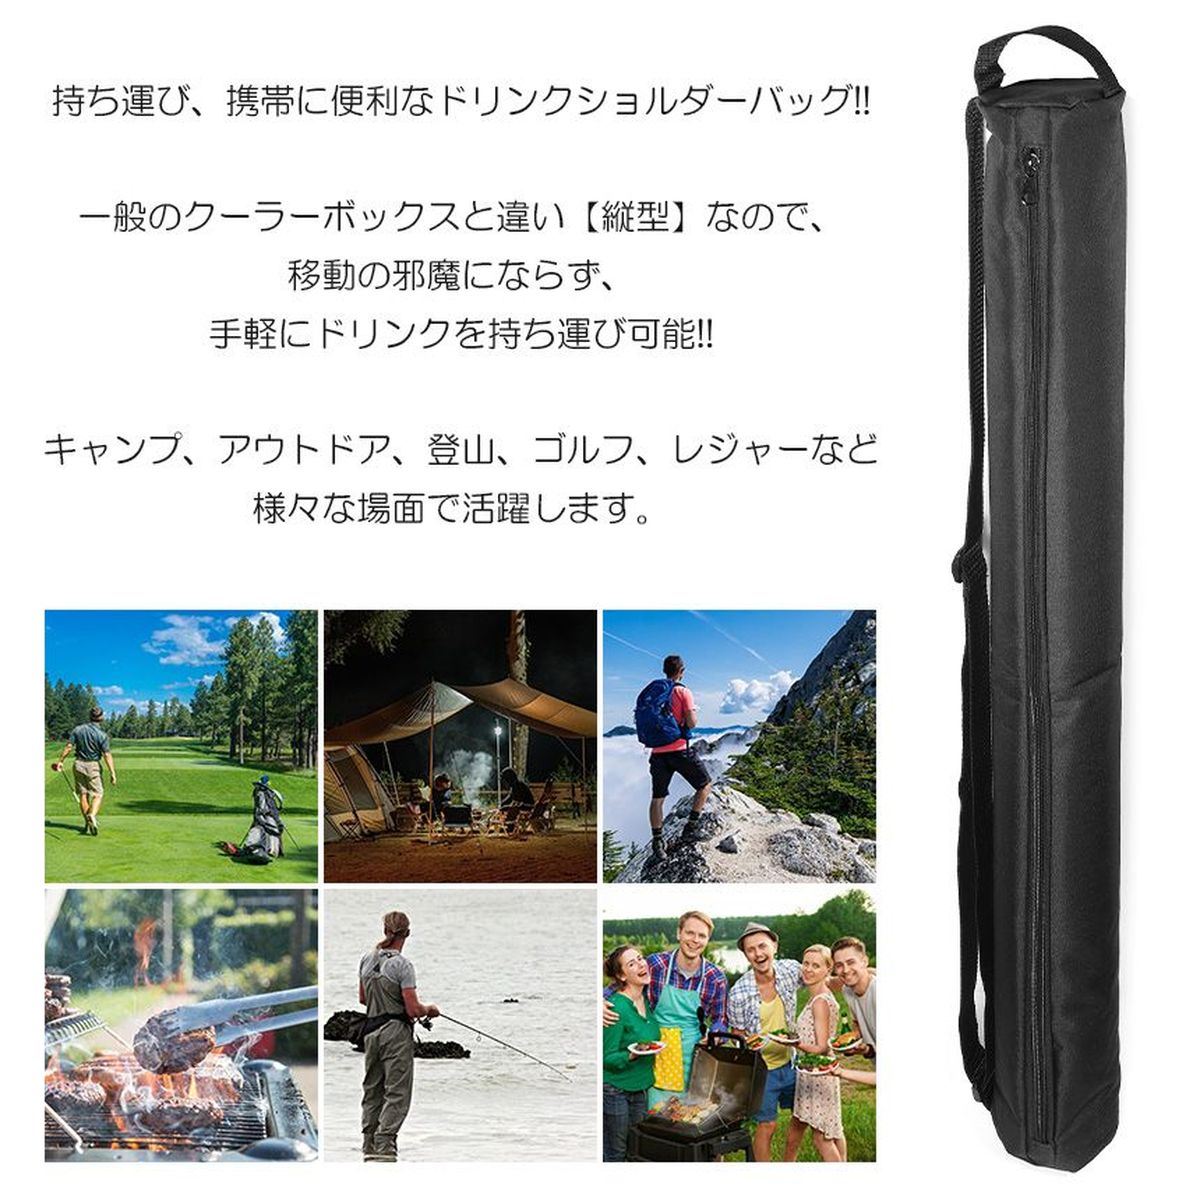 持ち運び、携帯に便利なドリンクショルダーバッグ!!
一般のクーラーボックスと違い【縦型】なので、
移動の邪魔にならず、
手軽にドリンクを持ち運び可能!!
キャンプ、アウトドア、登山、ゴルフ、レジャーなど
様々な場面で活躍します。